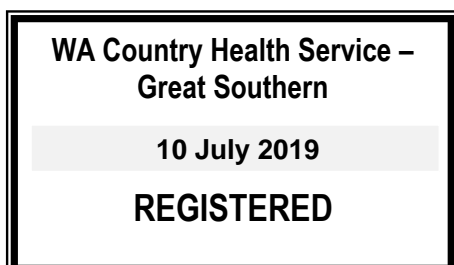 WA Country Health Service –
Great Southern
10 July 2019
REGISTERED